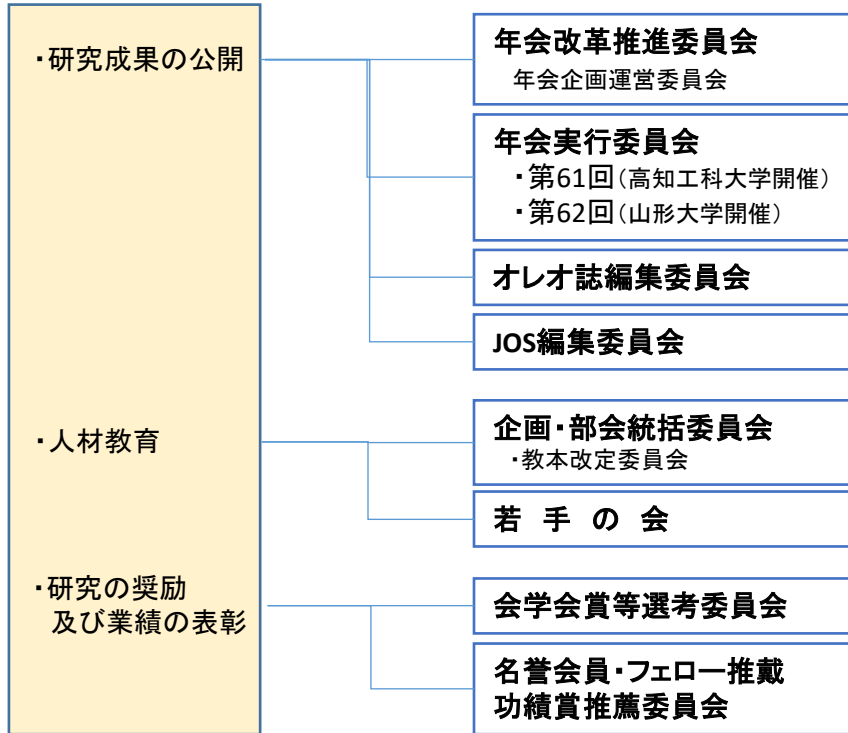 ・研究成果の公開
年会改革推進委員会
年会企画運営委員会
年会実行委員会
・第61回(高知工科大学開催)
・第62回(山形大学開催)
オレオ誌編集委員会
JOS編集委員会
・人材教育
企画・部会統括委員会
・教本改定委員会
若 手 の 会
・研究の奨励
及び業績の表彰
会学会賞等選考委員会
名誉会員・フェロー推戴
功績賞推薦委員会